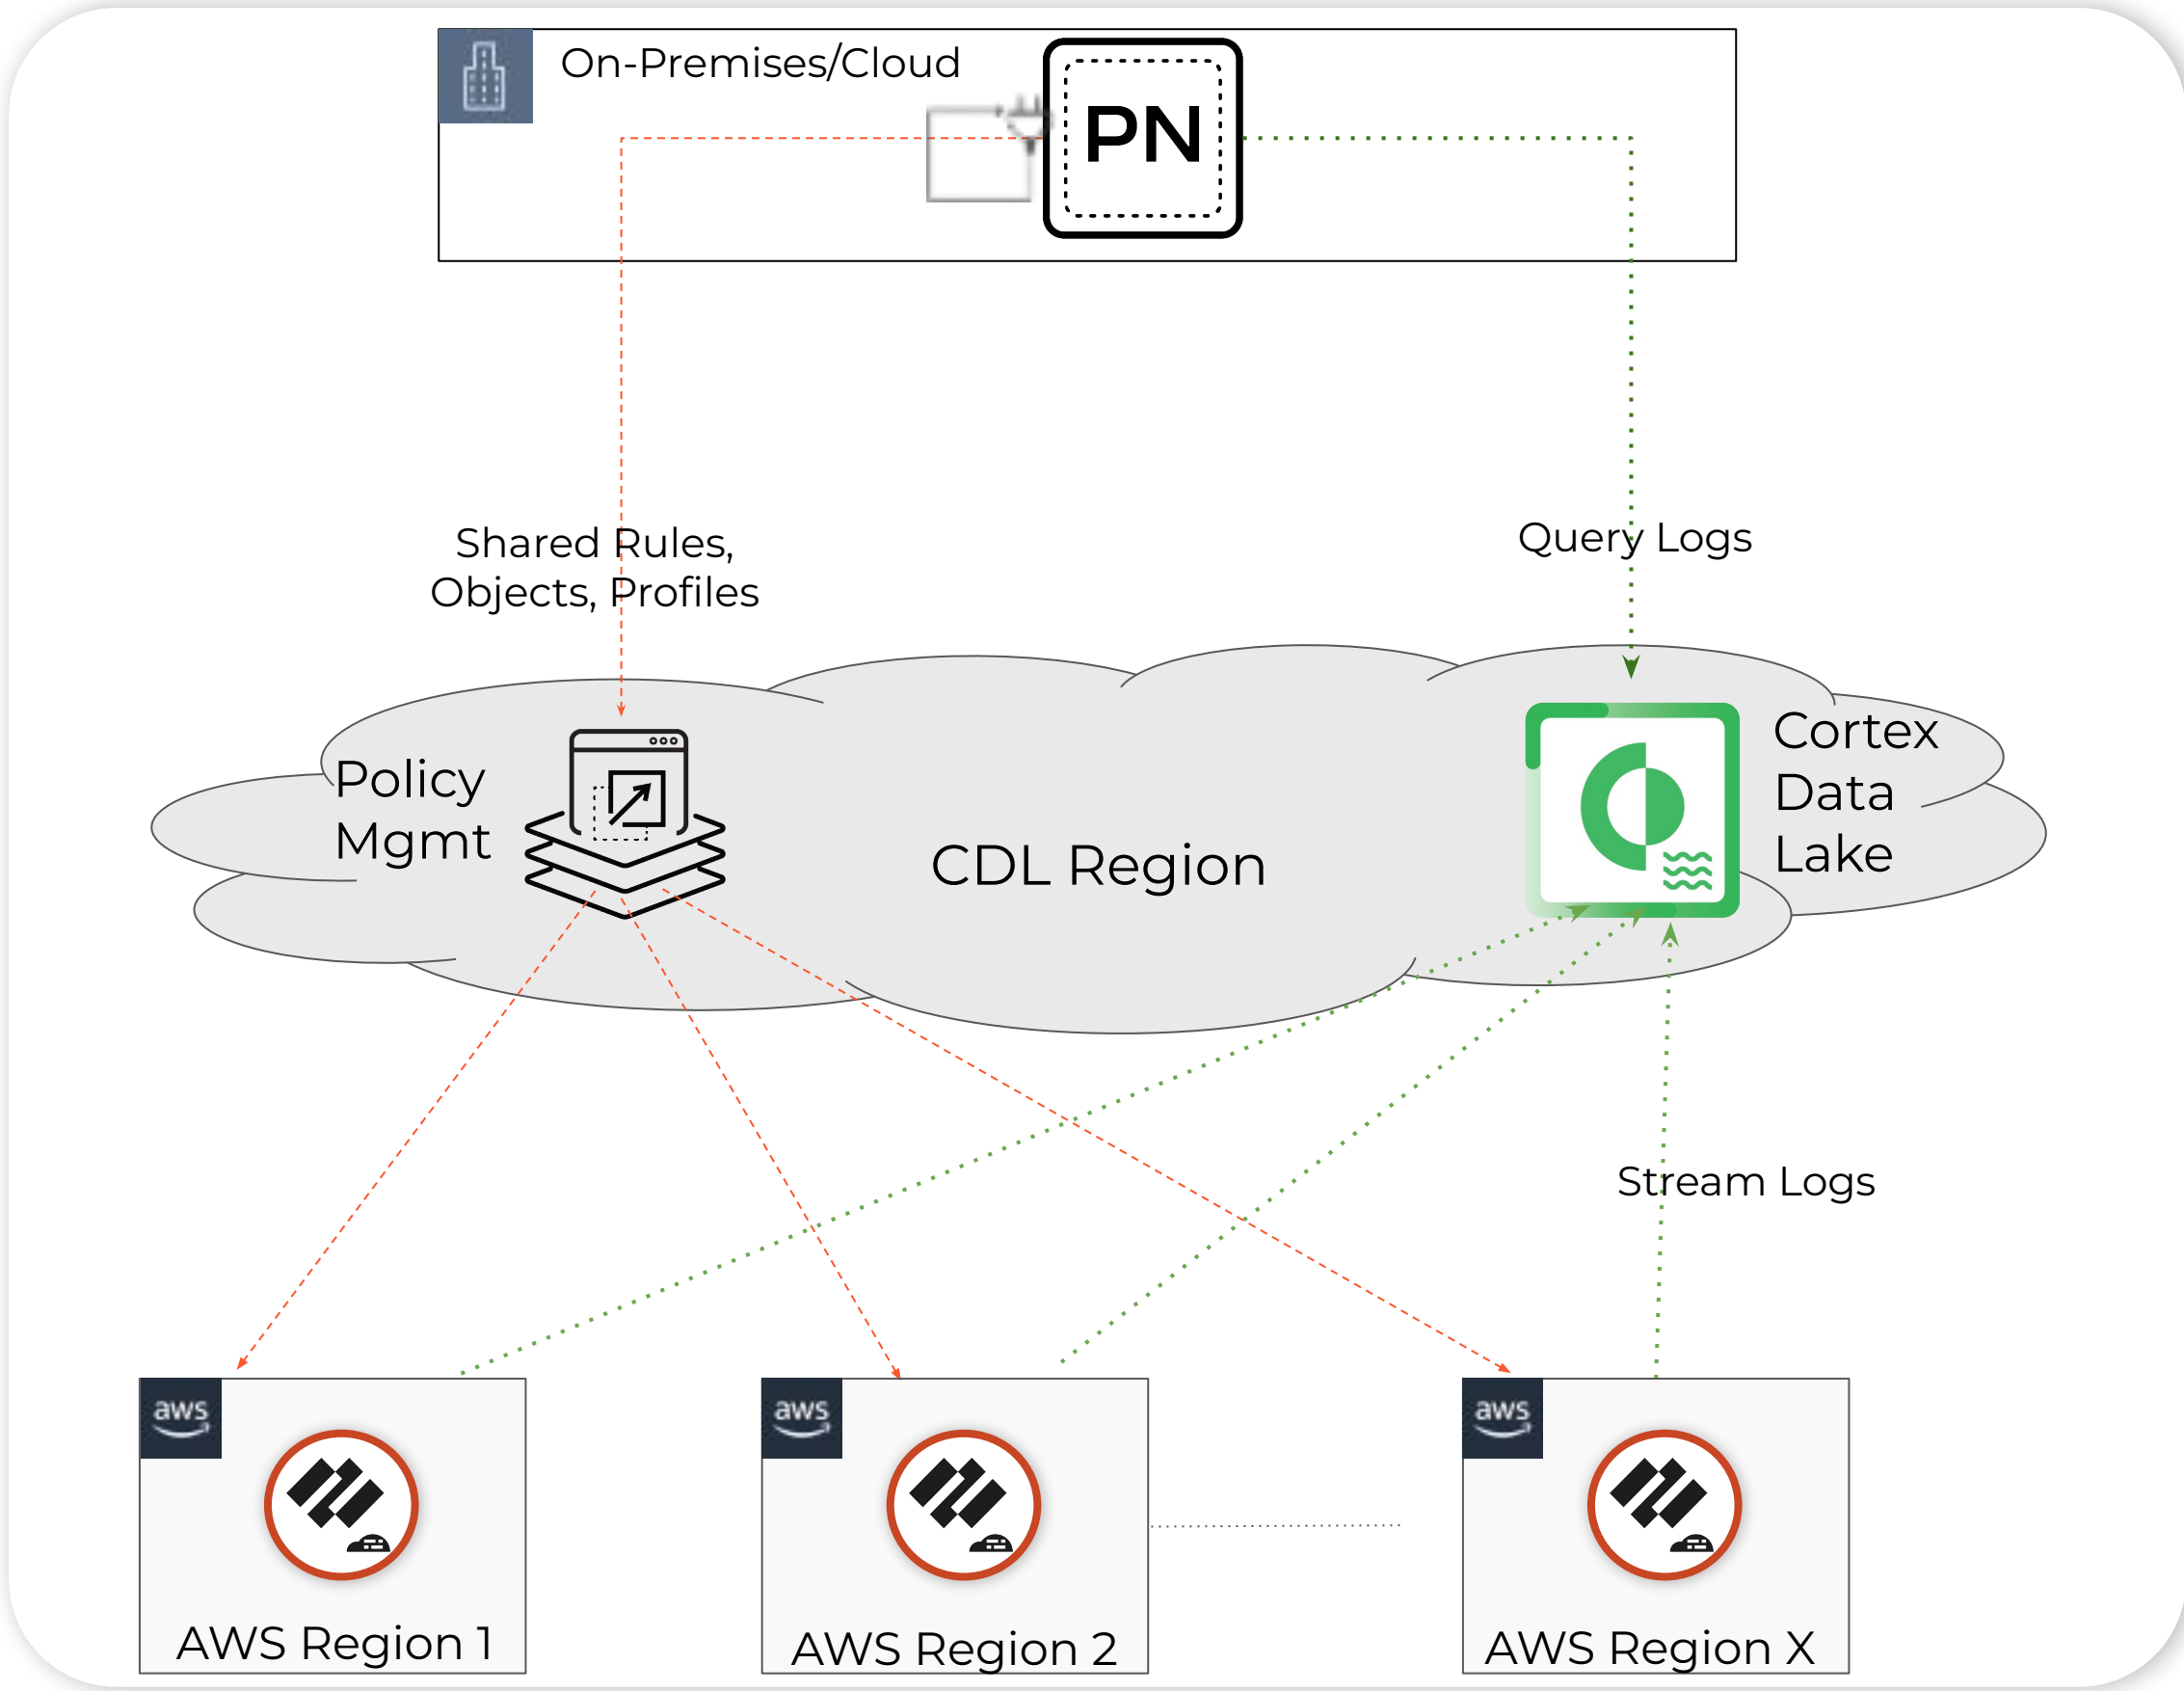 On-Premises/Cloud
PN
Shared Rules,
Objects, Profiles
Query Logs
Policy
Mgmt
CDL Region
Cortex
Data
Lake
Stream Logs
aws
AWS Region 1
aws
AWS Region 2
aws
AWS Region X